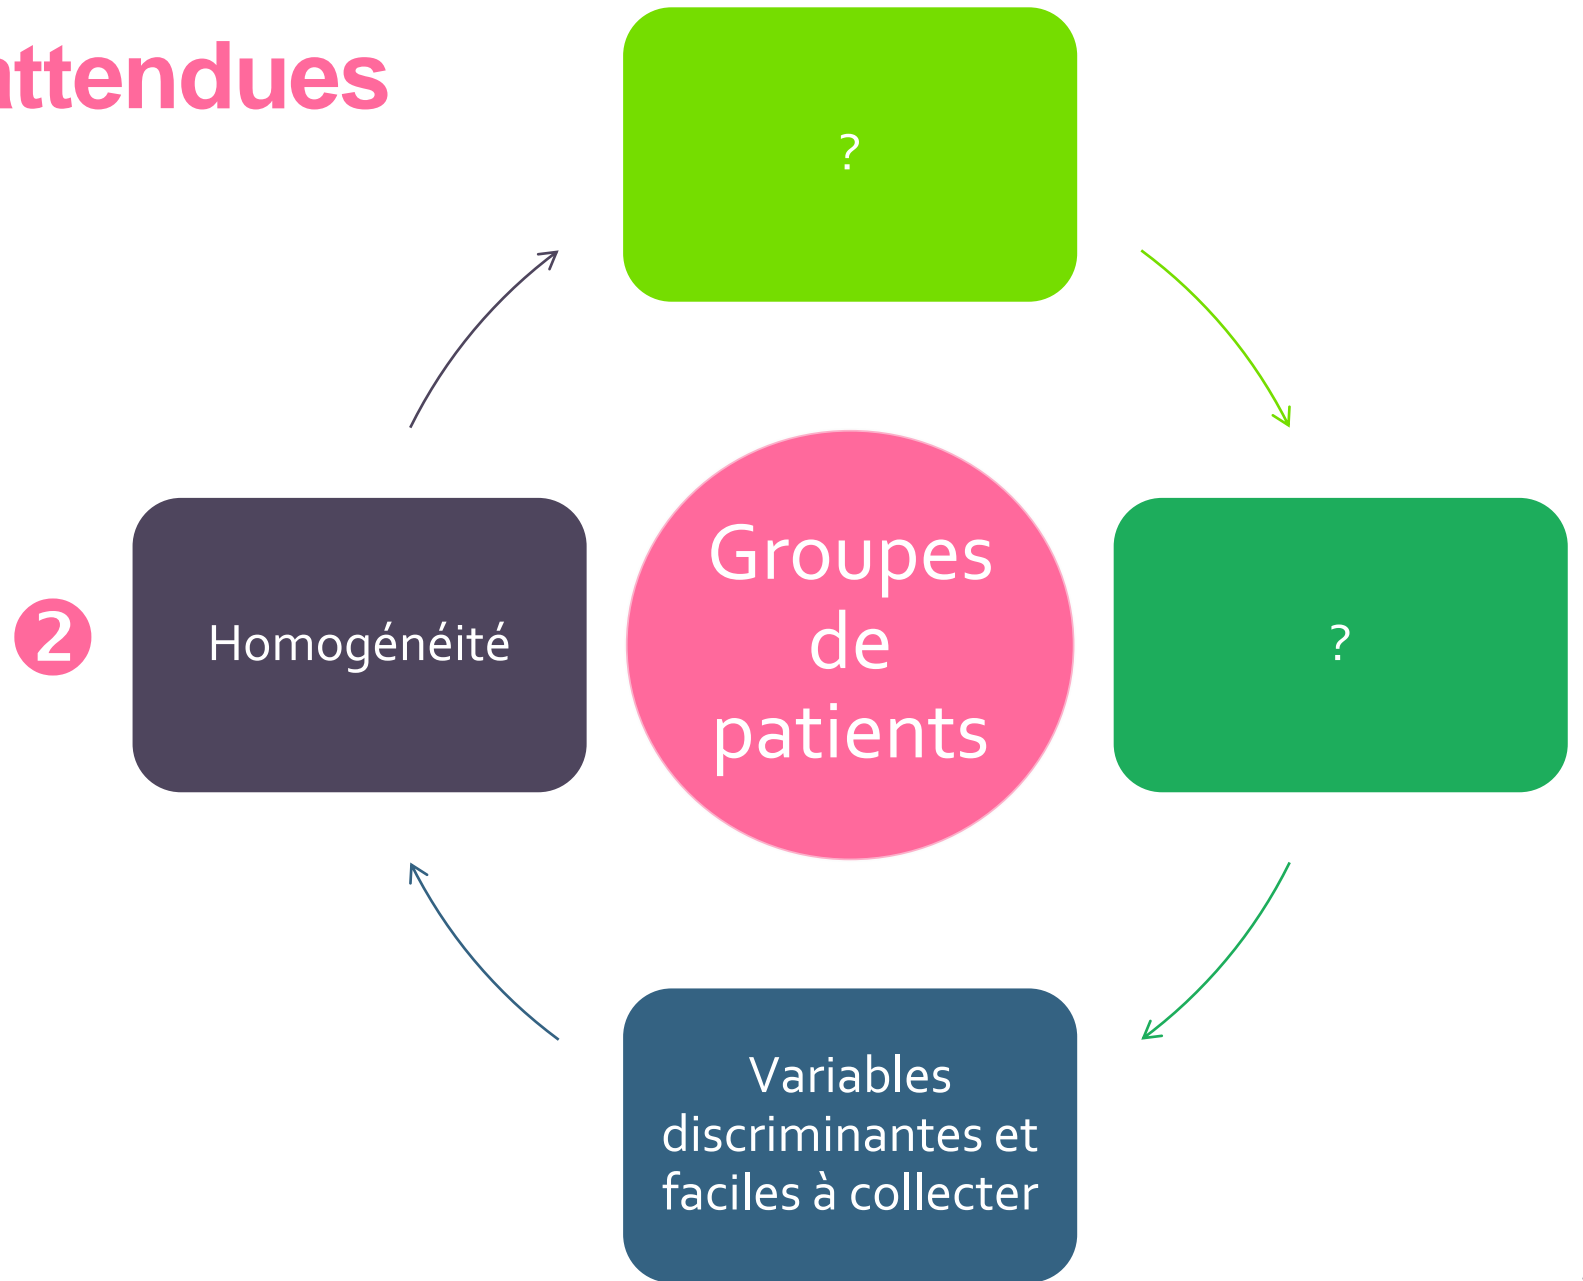 attendues
?
Groupes
de
patients
2
Homogénéité
?
Variables
discriminantes et
faciles à collecter